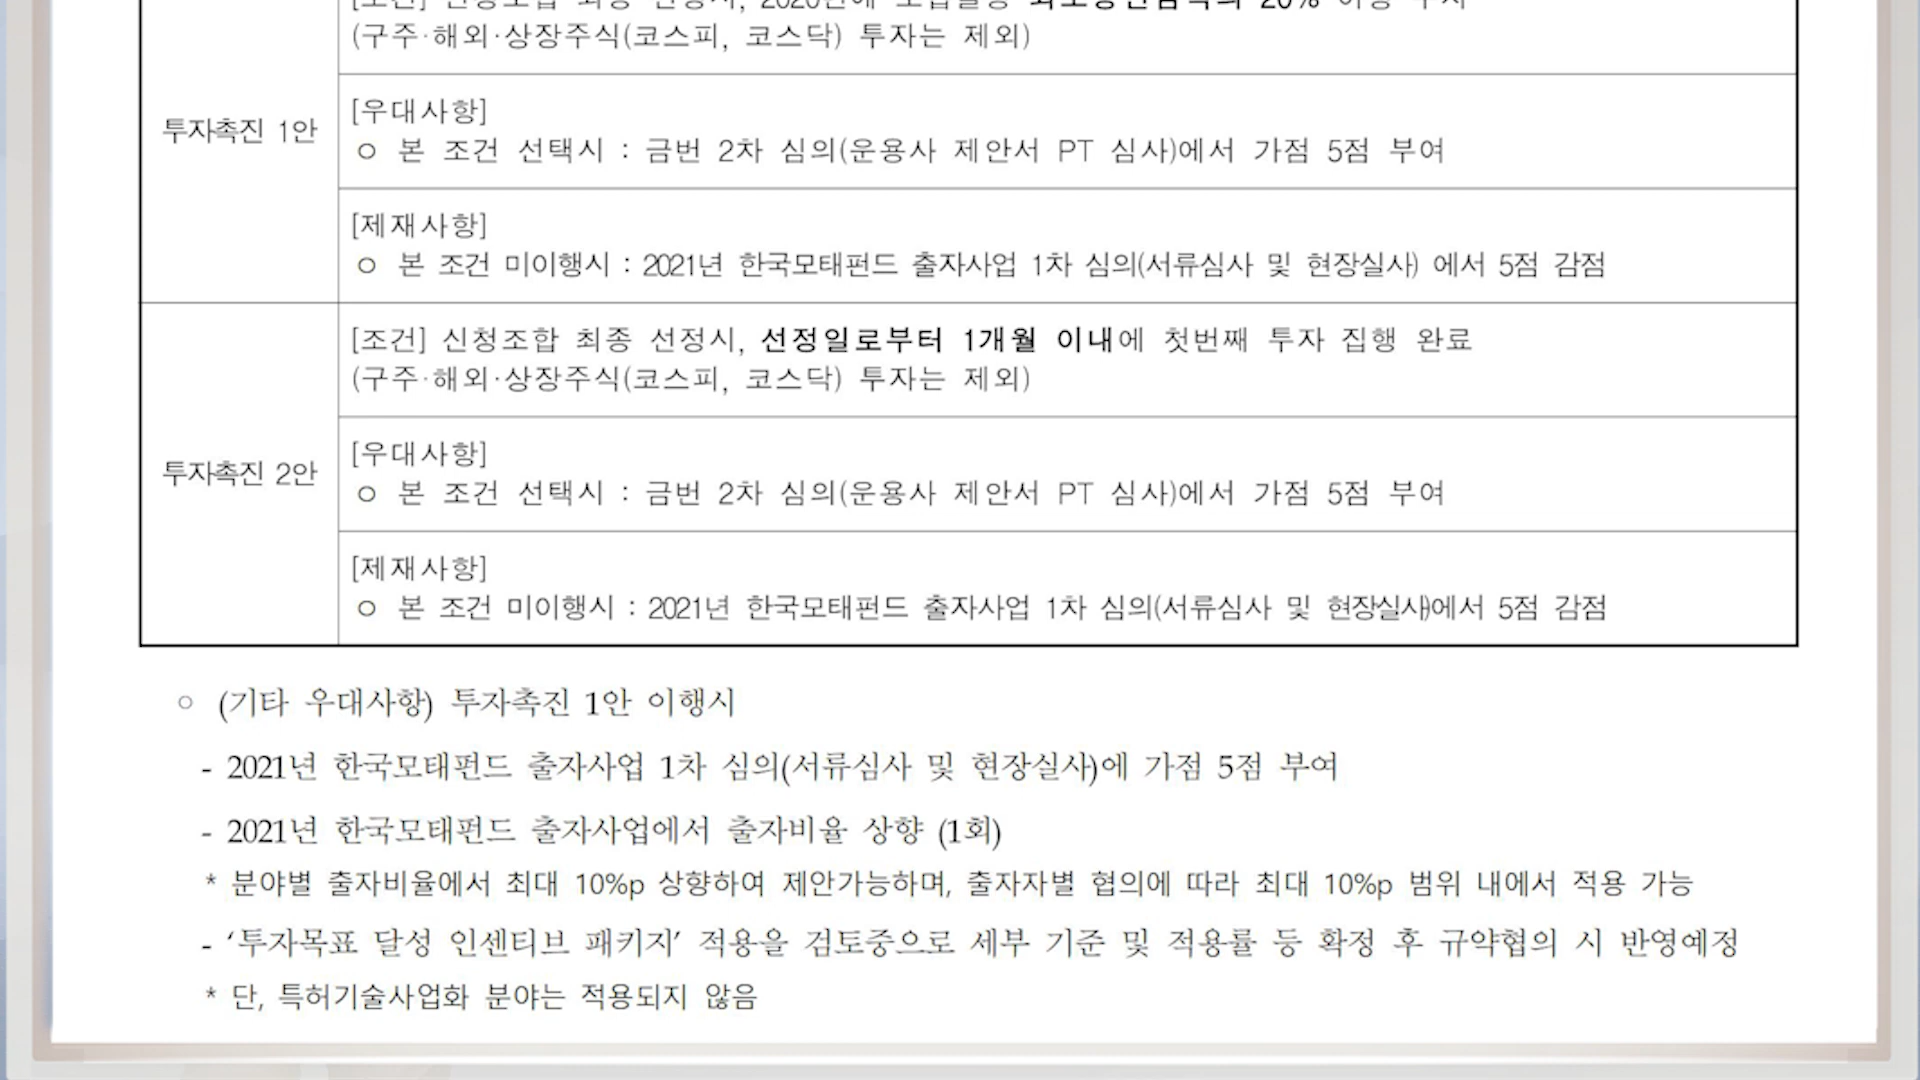 (구주·해외·상장주식(코스피, 코스닥) 투자는 제외)
투자촉진 1안
[우대사항]
ㅇ 본 조건 선택시 : 금번 2차 심의(운용사 제안서 PT 심사)에서 가점 5점 부여
[제재사항]
ㅇ 본 조건 미이행시 : 2021년 한국모태펀드 출자사업 1차 심의(서류심사 및 현장실사) 에서 5점 감점
투자촉진 2안
[조건] 신청조합 최종 선정시, 선정일로부터 1개월 이내에 첫번째 투자 집행 완료
(구주·해외·상장주식(코스피, 코스닥) 투자는 제외)
[우대사항]
ㅇ 본 조건 선택시 : 금번 2차 심의(운용사 제안서 PT 심사)에서 가점 5점 부여
[제재사항]
ㅇ 본 조건 미이행시 : 2021년 한국모태펀드 출자사업 1차 심의(서류심사 및 현장실사)에서 5점 감점
○ (기타 우대사항) 투자촉진 1안 이행시
- 2021년 한국모태펀드 출자사업 1차 심의(서류심사 및 현장실사)에 가점 5점 부여
- 2021년 한국모태펀드 출자사업에서 출자비율 상향 (1회)
* 분야별 출자비율에서 최대 10%p 상향하여 제안가능하며, 출자자별 협의에 따라 최대 10%p 범위 내에서 적용 가능
- ‘투자목표 달성 인센티브 패키지’ 적용을 검토중으로 세부 기준 및 적용률 등 확정 후 규약협의 시 반영예정
* 단, 특허기술사업화 분야는 적용되지 않음